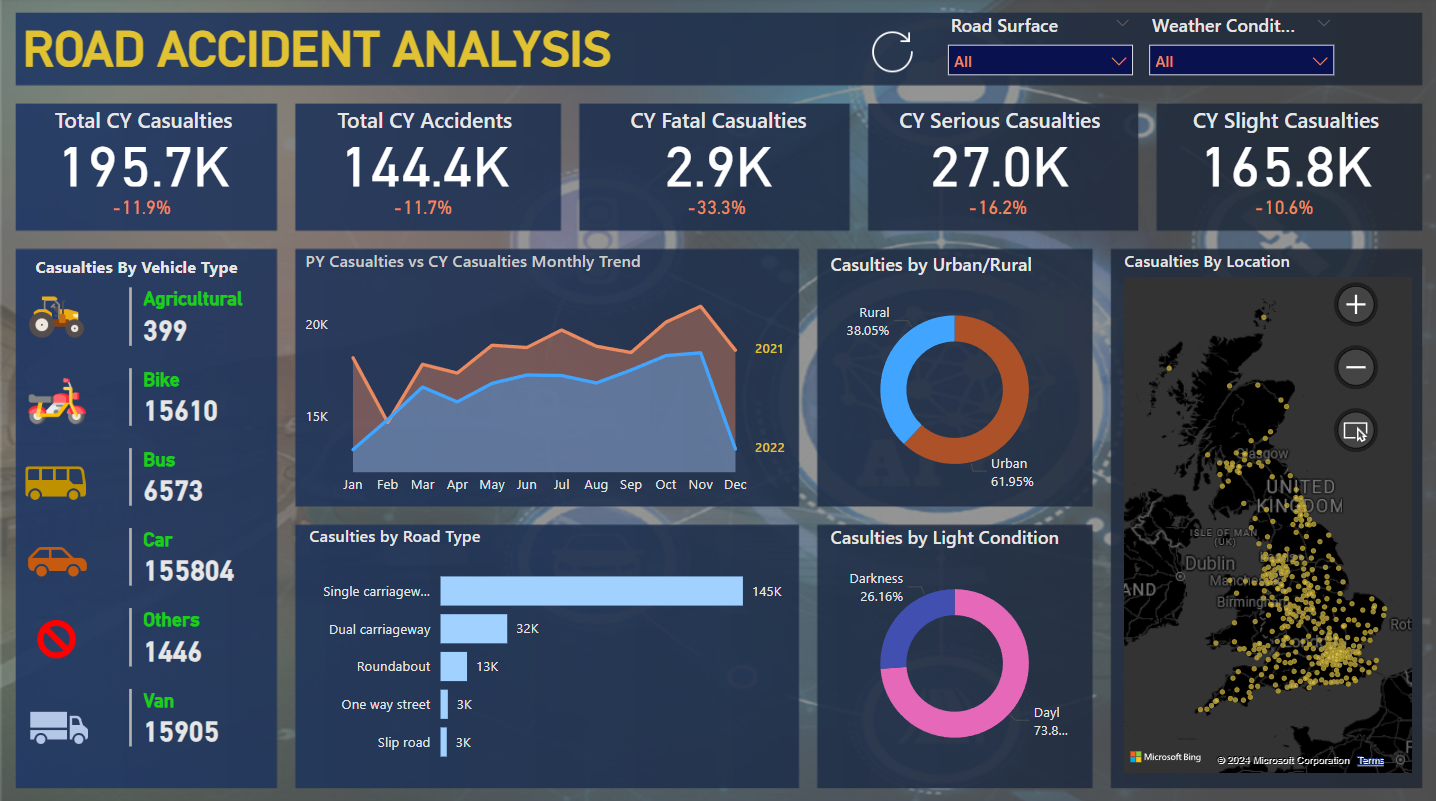 ROAD ACCIDENT ANALYSIS
Road Surface
All
Weather Condit...
All
Total CY Casualties
195.7K
-11.9%
Total CY Accidents
144.4K
-11.7%
CY Fatal Casualties
2.9K
-33.3%
CY Serious Casualties
27.0K
-16.2%
CY Slight Casualties
165.8K
-10.6%
Casualties By Vehicle Type
Agricultural
399
Bike
15610
Bus
6573
Car
155804
Others
1446
Van
15905
PY Casualties vs CY Casualties Monthly Trend
20K
15K
2021
2022
Jan Feb Mar Apr May Jun Jul Aug Sep Oct Nov Dec
Casulties by Road Type
Single carriagew... 145K
Dual carriageway 32K
Roundabout 13K
One way street 3K
Slip road 3K
Casulties by Urban/Rural
Rural
38.05%
Urban
61.95%
Casulties by Light Condition
Darkness
26.16%
Dayl
73.8...
Casualties By Location
UNITED
KINGDOM
ISLE OF MAN
(UK)
Dublin
Birmingham
Rot
Microsoft Bing
© 2024 Microsoft Corporation Terms